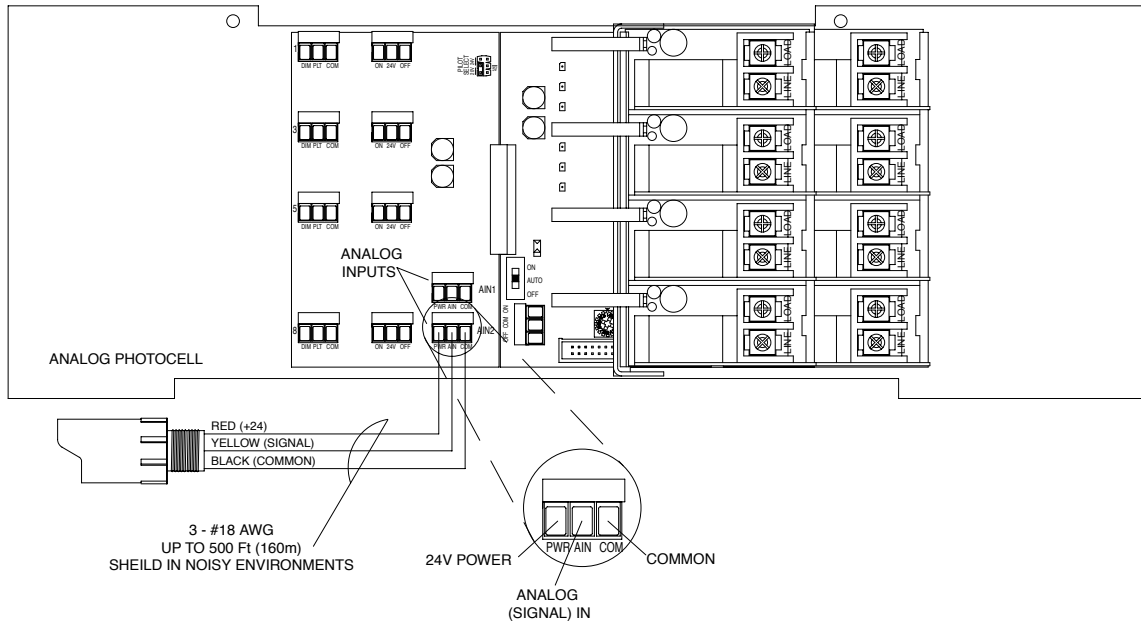 1
DIM PLT COM
ON 24V OFF
PILOT
SELECT
3
DIM PLT COM
ON 24V OFF
5
DIM PLT COM
ON 24V OFF
8
DIM PLT COM
ON 24V OFF
ANALOG
INPUTS
AIN1
PWR AIN COM
AIN2
PWR AIN COM
ON
AUTO
OFF
OFF COM ON
LOAD
LINE
LOAD
LINE
LOAD
LINE
LOAD
LINE
LOAD
LINE
LOAD
LINE
LOAD
LINE
LOAD
LINE
ANALOG PHOTOCELL
RED (+24)
YELLOW (SIGNAL)
BLACK (COMMON)
3 - #18 AWG
UP TO 500 Ft (160m)
SHEILD IN NOISY ENVIRONMENTS
PWR AIN COM
24V POWER
COMMON
ANALOG
(SIGNAL) IN